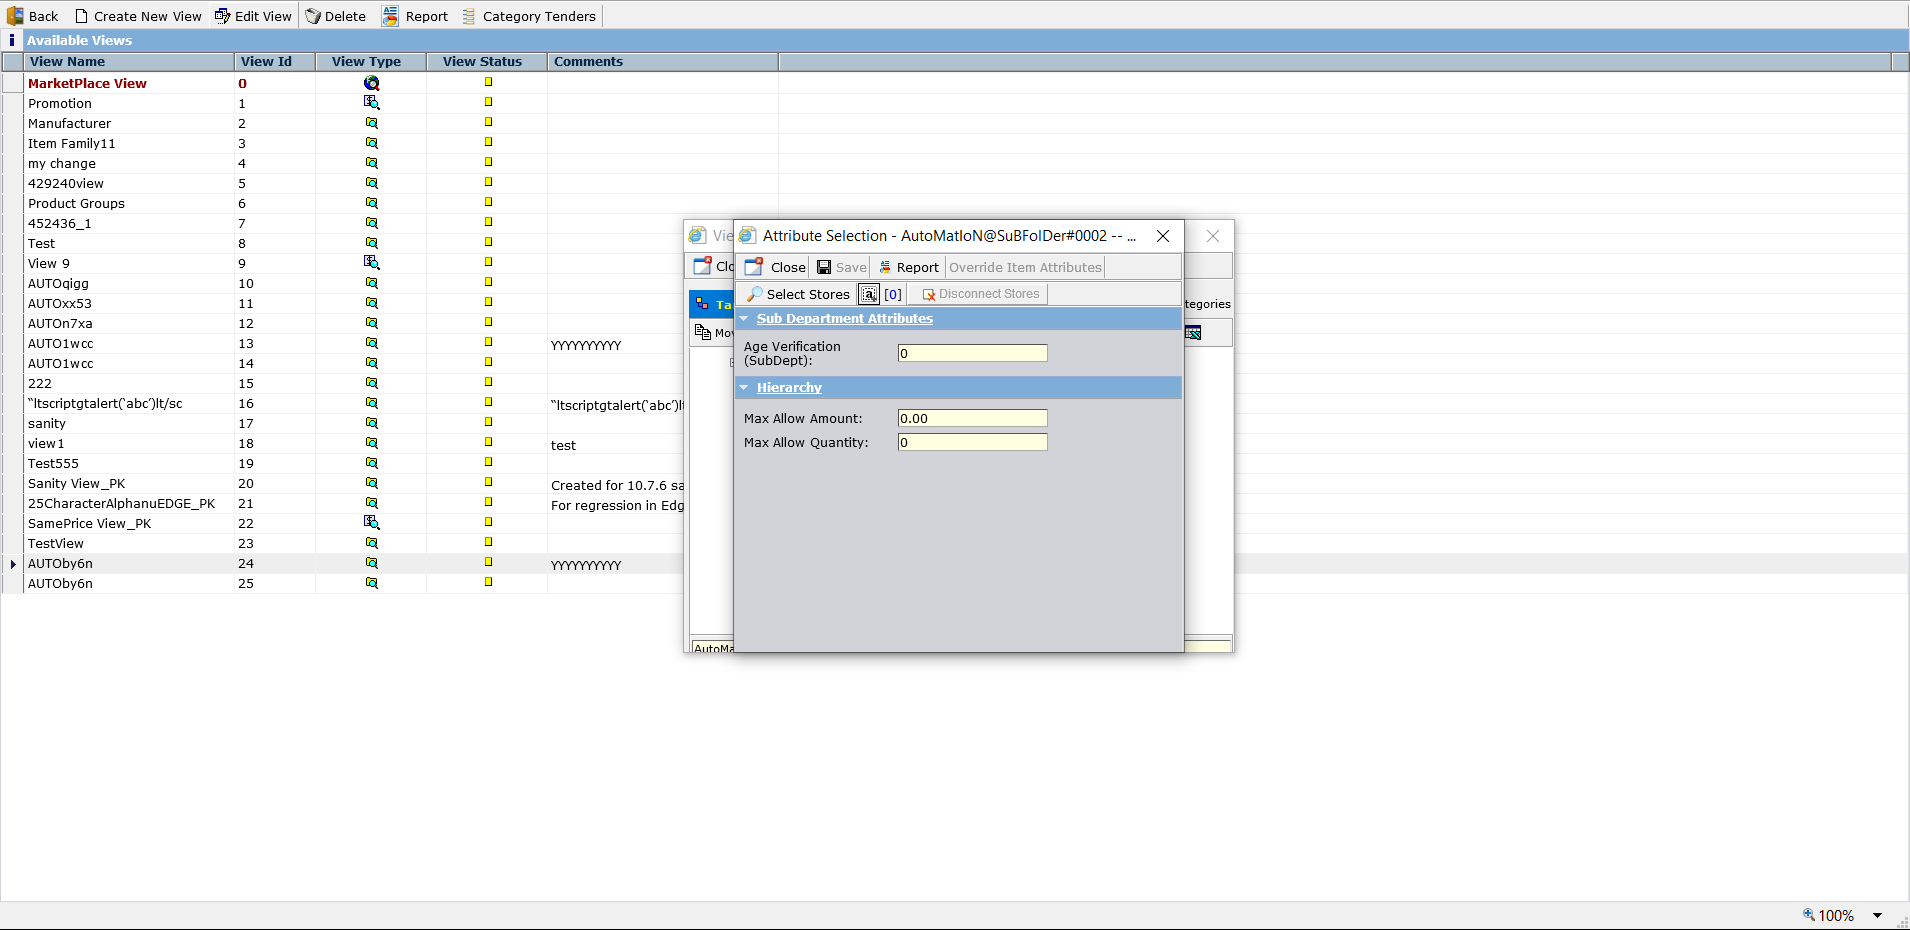 Back Create New View Edit View Delete Report Category Tenders
Available Views
View Name View Id View Type View Status Comments
MarketPlace View 0
Promotion 1
Manufacturer 2
Item Family11 3
my change 4
429240view 5
Product Groups 6
452436_1 7
Test 8
View 9 9
AUTOqigg 10
AUTOxx53 11
AUTOn7xa 12
AUTO1wcc 13 YYYYYYYYYY
AUTO1wcc 14
222 15
“ltscriptgtalert(‘abc’)lt/sc 16 “ltscriptgtalert(‘abc’)lt
sanity 17
view1 18 test
Test555 19
Sanity View_PK 20 Created for 10.7.6 sa
25CharacterAlphanuEDGE_PK 21 For regression in Edg
SamePrice View_PK 22
TestView 23
AUTOby6n 24 YYYYYYYYYY
AUTOby6n 25
Vie
Clo
Ta
tegories
Mov
AutoMa
Attribute Selection - AutoMatIoN@SuBFolDer#0002 -- ...
Close Save Report Override Item Attributes
Select Stores a [0] Disconnect Stores
Sub Department Attributes
Age Verification
(SubDept): 0
Hierarchy
Max Allow Amount: 0.00
Max Allow Quantity: 0
100%